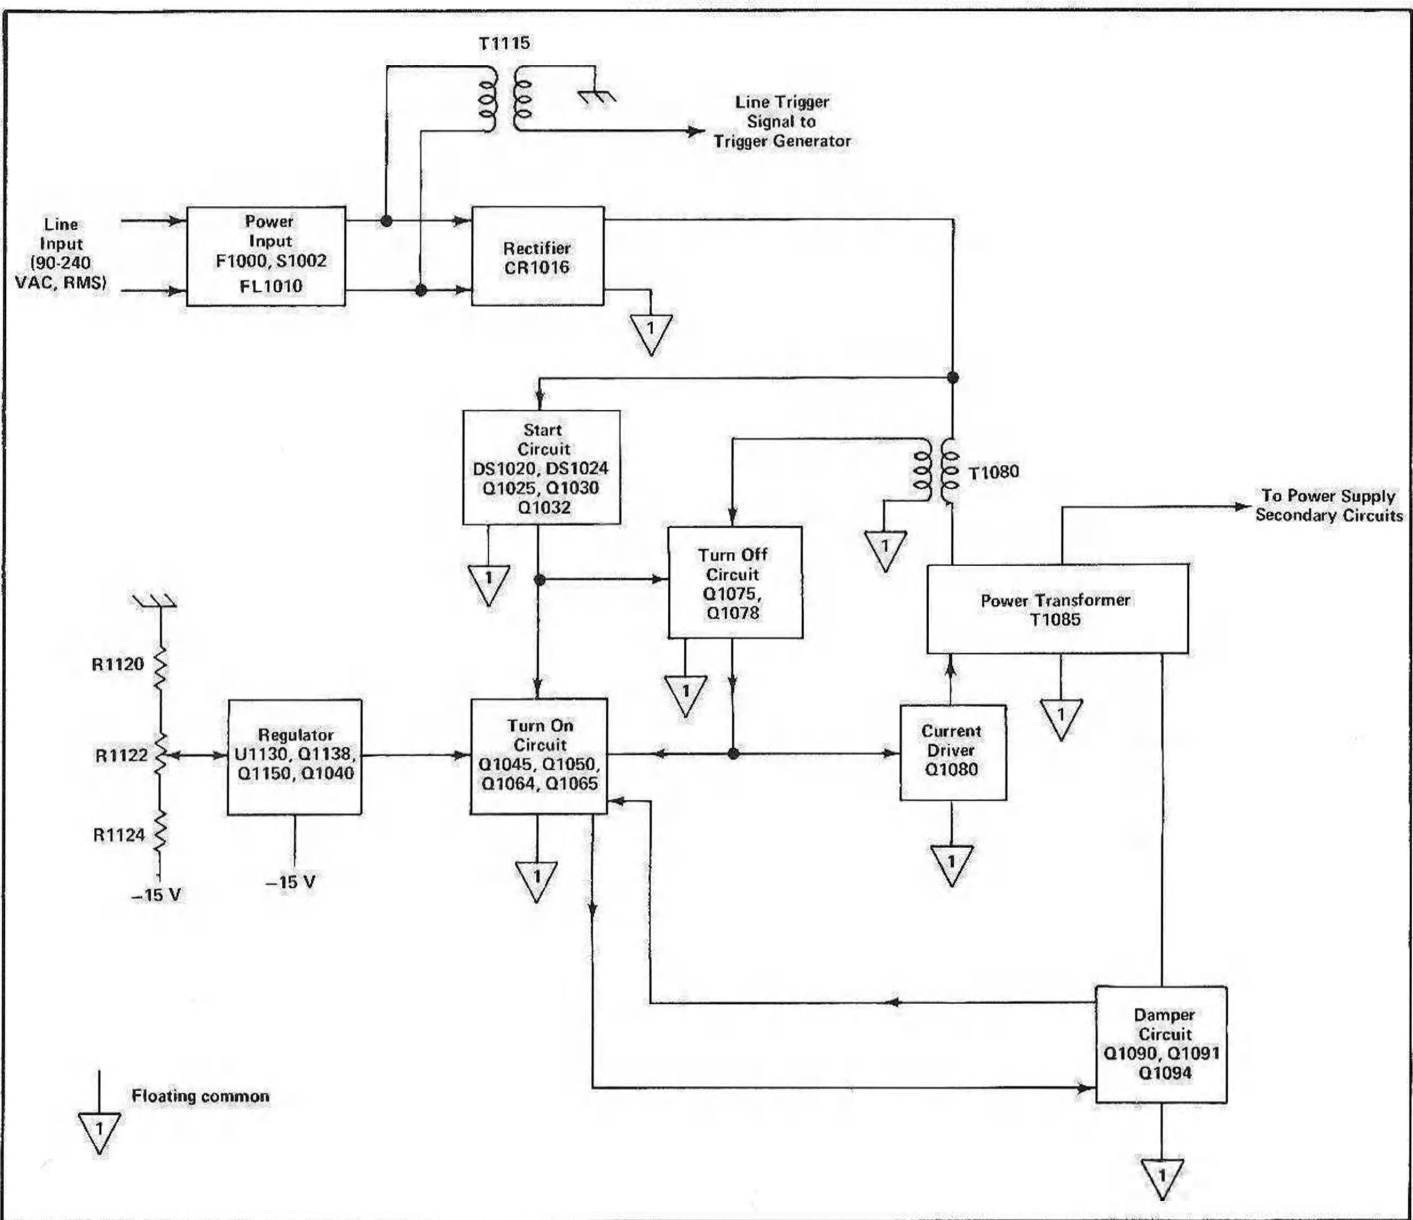 T1115
Line Trigger
Signal to
Trigger Generator
Line
Input
(90-240
VAC, RMS)
Power
Input
F1000, S1002
FL1010
Rectifier
CR1016
1
Start
Circuit
DS1020, DS1024
Q1025, Q1030
Q1032
1
T1080
1
To Power Supply
Secondary Circuits
Turn Off
Circuit
Q1075,
Q1078
1
Power Transformer
T1085
1
R1120
R1122
R1124
–15 V
Regulator
U1130, Q1138,
Q1150, Q1040
–15 V
Turn On
Circuit
Q1045, Q1050,
Q1064, Q1065
1
Current
Driver
Q1080
1
Damper
Circuit
Q1090, Q1091
Q1094
1
1
Floating common